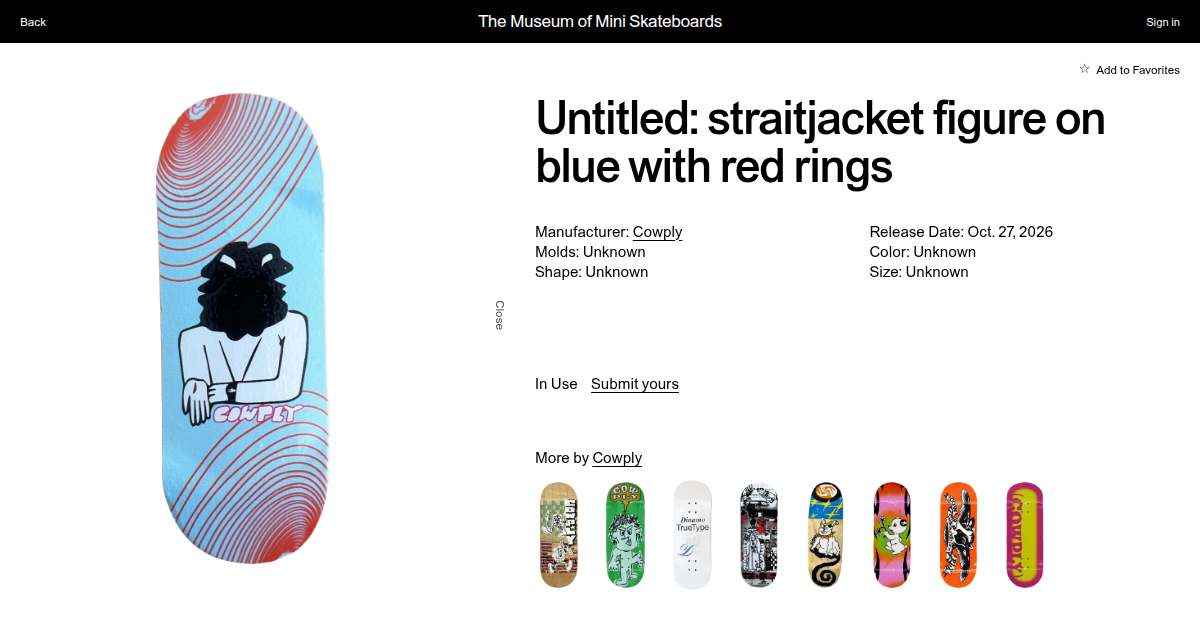 Back
The Museum of Mini Skateboards
Sign in
☆ Add to Favorites
Untitled: straitjacket figure on
blue with red rings
Manufacturer: Cowply
Molds: Unknown
Shape: Unknown
Release Date: Oct. 27, 2026
Color: Unknown
Size: Unknown
Close
COWPLY
In Use Submit yours
More by Cowply
COW
PLY
Dinamo
TrueType
COWPLY